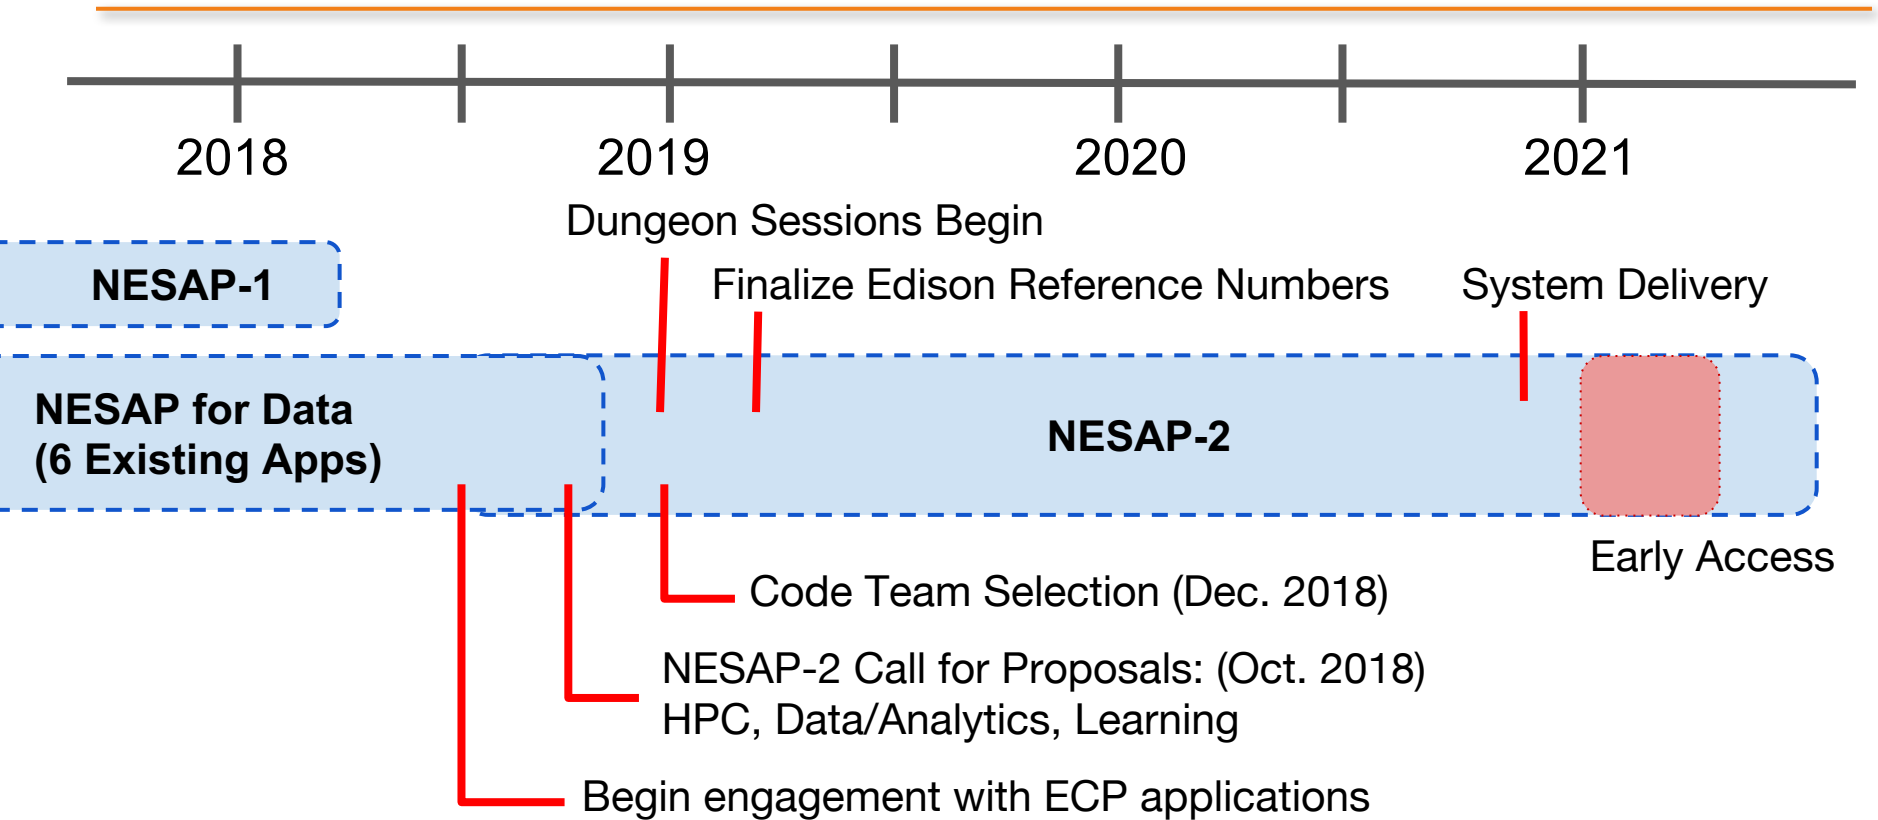 2018
2019
2020
2021
Dungeon Sessions Begin
NESAP-1
Finalize Edison Reference Numbers
System Delivery
NESAP for Data
(6 Existing Apps)
NESAP-2
Early Access
Code Team Selection (Dec. 2018)
NESAP-2 Call for Proposals: (Oct. 2018)
HPC, Data/Analytics, Learning
Begin engagement with ECP applications